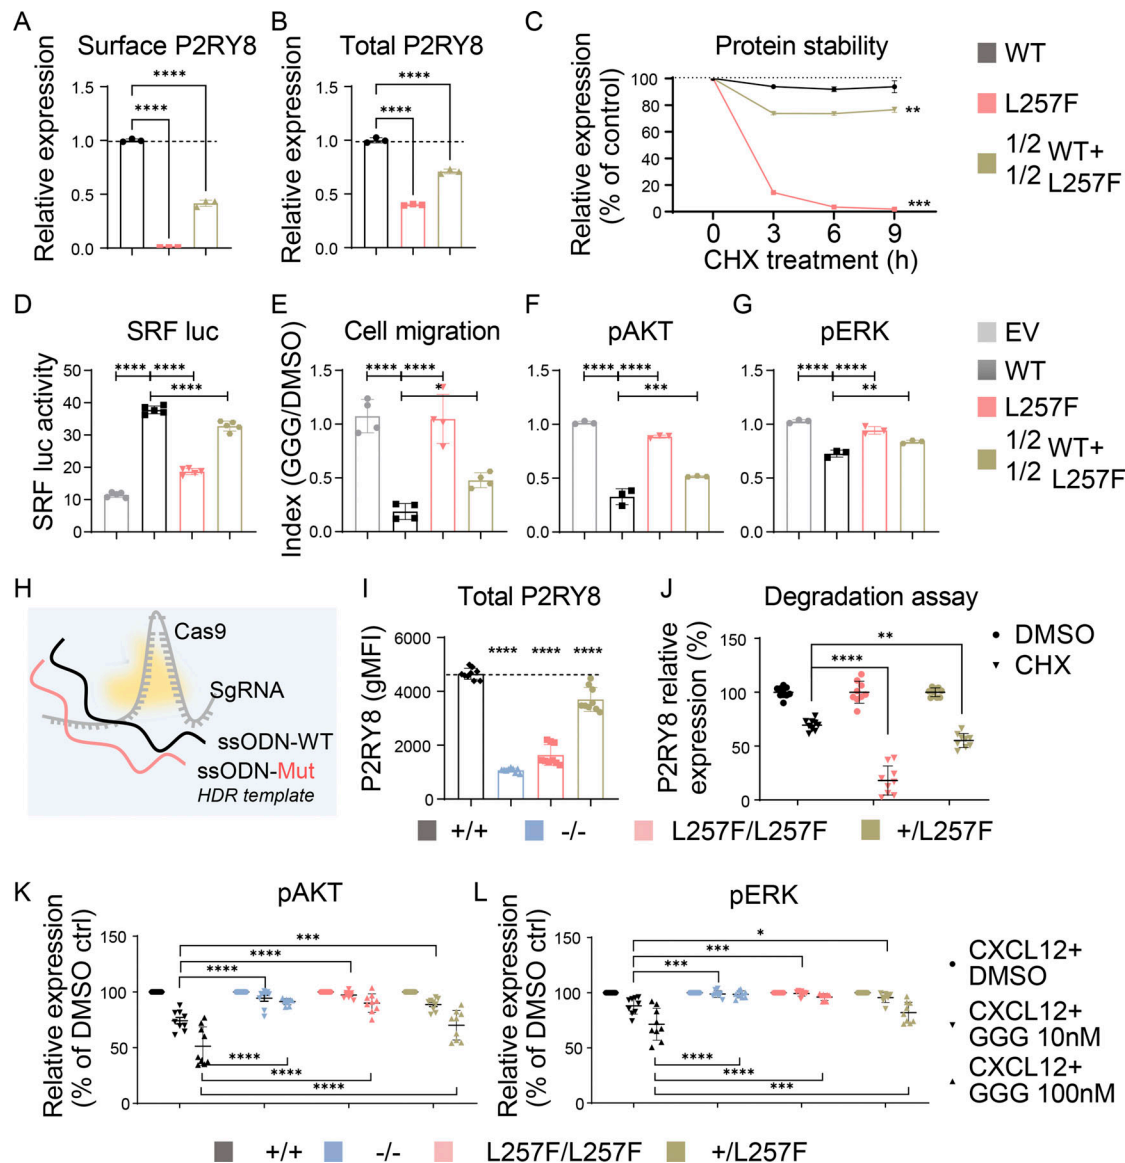 A
Surface P2RY8
Relative expression
1.5
1.0
0.5
0.0
****
****
B
Total P2RY8
Relative expression
1.5
1.0
0.5
0.0
****
****
C
Protein stability
Relative expression
(% of control)
100
80
60
40
20
0
0 3 6 9
CHX treatment (h)
**
***
WT
L257F
1/2 WT+
1/2 L257F
D
SRF luc
SRF luc activity
50
40
30
20
10
0
**** ****
****
E
Cell migration
Index (GGG/DMSO)
1.5
1.0
0.5
0.0
**** ****
*
F
pAKT
1.5
1.0
0.5
0.0
**** ****
***
G
pERK
1.5
1.0
0.5
0.0
**** ****
**
EV
WT
L257F
1/2 WT+
1/2 L257F
H
Cas9
SgRNA
ssODN-WT
ssODN-Mut
HDR template
I
Total P2RY8
P2RY8 (gMFI)
6000
4000
2000
0
**** **** ****
J
Degradation assay
P2RY8 relative
expression (%)
150
100
50
0
**
****
DMSO
CHX
+/+ -/- L257F/L257F +/L257F
K
pAKT
Relative expression
(% of DMSO ctrl)
150
100
50
0
***
****
****
****
****
L
pERK
Relative expression
(% of DMSO ctrl)
150
100
50
0
*
***
***
****
****
***
CXCL12+
DMSO
CXCL12+
GGG 10nM
CXCL12+
GGG 100nM
+/+ -/- L257F/L257F +/L257F